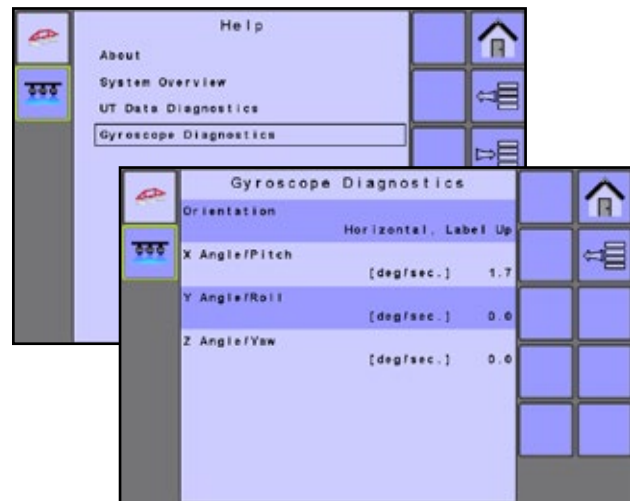 Help
About
System Overview
UT Data Diagnostics
Gyroscope Diagnostics
Gyroscope Diagnostics
Orientation
Horizontal, Label Up
X Angle/Pitch
[deg/sec.] 1.7
Y Angle/Roll
[deg/sec.] 0.0
Z Angle/Yaw
[deg/sec.] 0.0